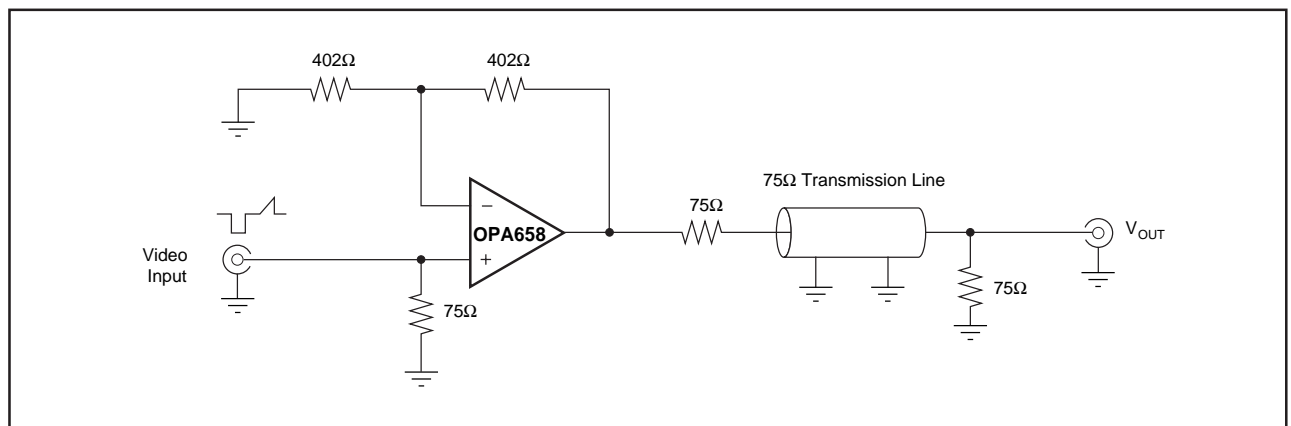 402Ω
402Ω
75Ω Transmission Line
75Ω
−
OPA658
+
Video
Input
75Ω
V_OUT
75Ω